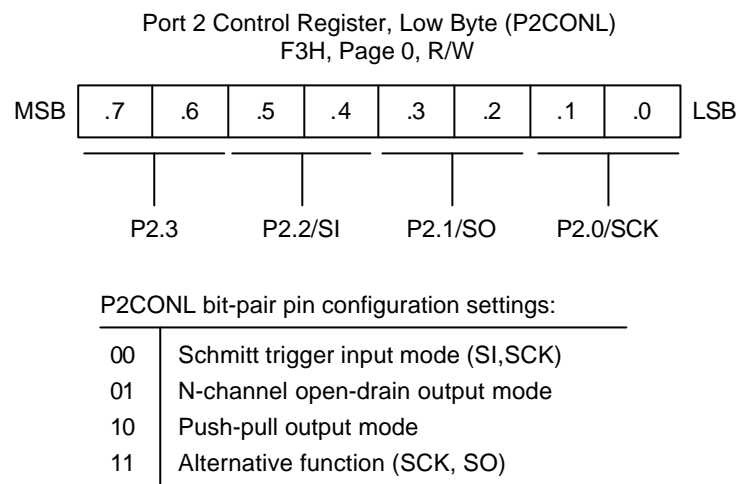 Port 2 Control Register, Low Byte (P2CONL)
F3H, Page 0, R/W
MSB .7 .6 .5 .4 .3 .2 .1 .0 LSB
P2.3 P2.2/SI P2.1/SO P2.0/SCK
P2CONL bit-pair pin configuration settings:
00 Schmitt trigger input mode (SI,SCK)
01 N-channel open-drain output mode
10 Push-pull output mode
11 Alternative function (SCK, SO)